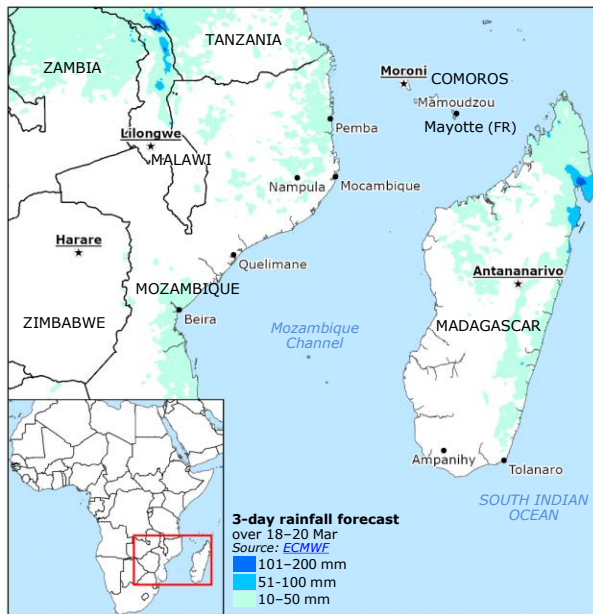 TANZANIA
ZAMBIA
Moroni
COMOROS
Mamoudzou
Mayotte (FR)
Pemba
Lilongwe
MALAWI
Nampula
Mocambique
Harare
Quelimane
Antananarivo
MOZAMBIQUE
Beira
ZIMBABWE
Mozambique
Channel
MADAGASCAR
Ampanihy
Tolanaro
SOUTH INDIAN
OCEAN
3-day rainfall forecast
over 18–20 Mar
Source: ECMWF
101–200 mm
51-100 mm
10–50 mm